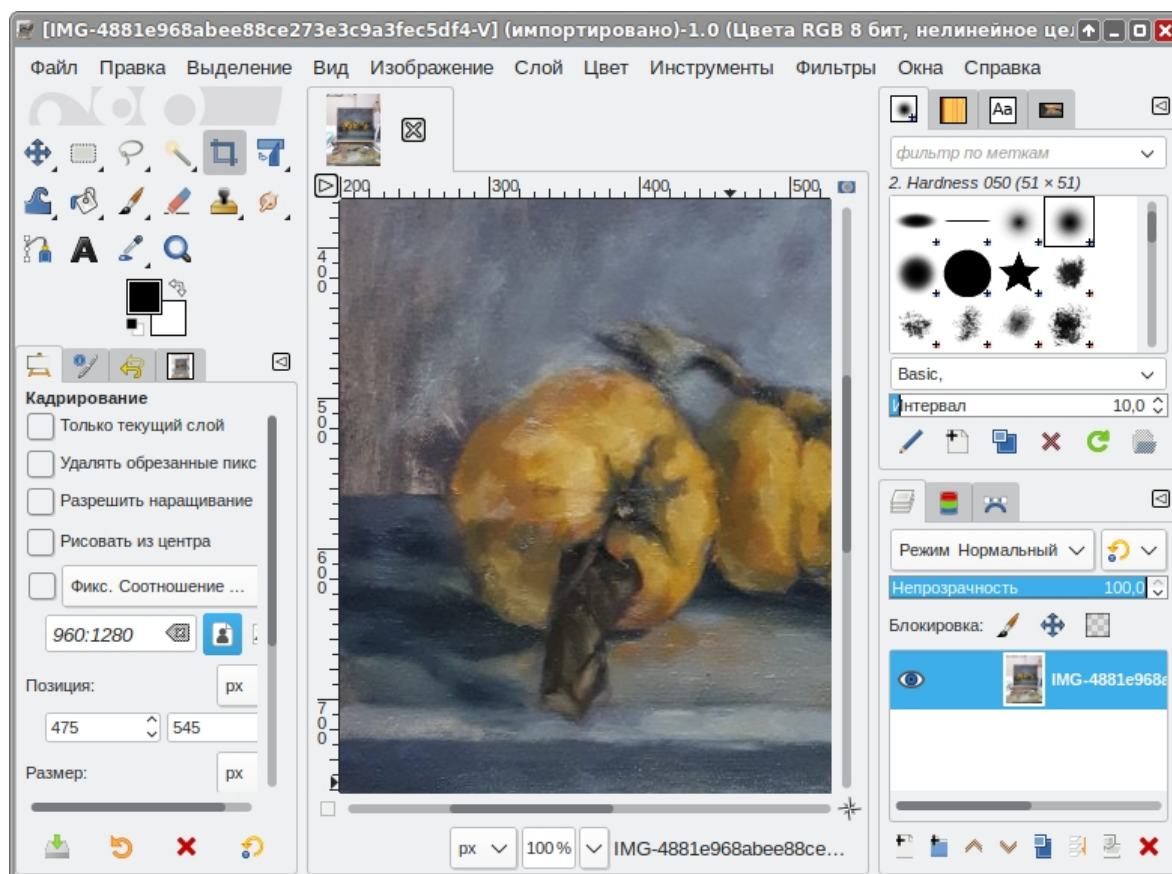 [IMG-4881e968abee88ce273e3c9a3fec5df4-V] (импортировано)-1.0 (Цвета RGB 8 бит, нелинейное це
Файл Правка Выделение Вид Изображение Слой Цвет Инструменты Фильтры Окна Справка
Aa
фильтр по меткам
2. Hardness 050 (51 × 51)
200 300 400 500
400
500
600
700
Basic,
Интервал 10,0
Кадрирование
Только текущий слой
Удалять обрезанные пикс
Разрешить наращивание
Рисовать из центра
Фикс. Соотношение ...
960:1280
Позиция: px
475 545
Размер: px
Режим Нормальный
Непрозрачность 100,0
Блокировка:
IMG-4881e968a
px 100 % IMG-4881e968abee88ce...